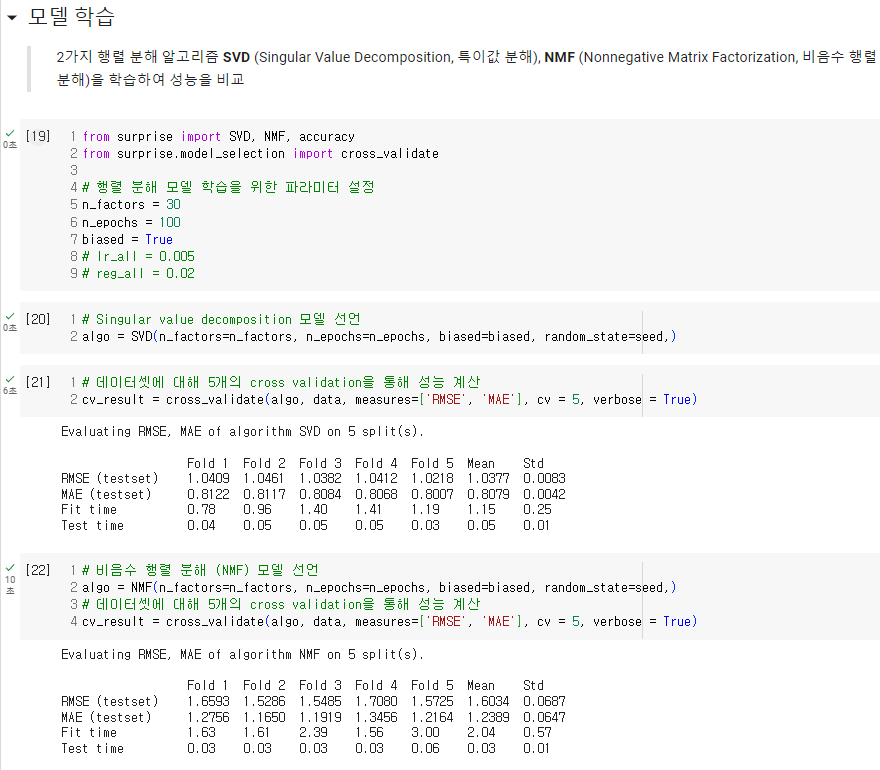 모델 학습
2가지 행렬 분해 알고리즘 SVD (Singular Value Decomposition, 특이값 분해), NMF (Nonnegative Matrix Factorization, 비음수 행렬
분해)을 학습하여 성능을 비교
[19] 1 from surprise import SVD, NMF, accuracy
0초 2 from surprise.model_selection import cross_validate
3
4 # 행렬 분해 모델 학습을 위한 파라미터 설정
5 n_factors = 30
6 n_epochs = 100
7 biased = True
8 # lr_all = 0.005
9 # reg_all = 0.02
[20] 1 # Singular value decomposition 모델 선언
0초 2 algo = SVD(n_factors=n_factors, n_epochs=n_epochs, biased=biased, random_state=seed,)
[21] 1 # 데이터셋에 대해 5개의 cross validation을 통해 성능 계산
6초 2 cv_result = cross_validate(algo, data, measures=['RMSE', 'MAE'], cv = 5, verbose = True)
Evaluating RMSE, MAE of algorithm SVD on 5 split(s).
Fold 1 Fold 2 Fold 3 Fold 4 Fold 5 Mean Std
RMSE (testset) 1.0409 1.0461 1.0382 1.0412 1.0218 1.0377 0.0083
MAE (testset) 0.8122 0.8117 0.8084 0.8068 0.8007 0.8079 0.0042
Fit time 0.78 0.96 1.40 1.41 1.19 1.15 0.25
Test time 0.04 0.05 0.05 0.05 0.03 0.05 0.01
[22] 1 # 비음수 행렬 분해 (NMF) 모델 선언
10초 2 algo = NMF(n_factors=n_factors, n_epochs=n_epochs, biased=biased, random_state=seed,)
3 # 데이터셋에 대해 5개의 cross validation을 통해 성능 계산
4 cv_result = cross_validate(algo, data, measures=['RMSE', 'MAE'], cv = 5, verbose = True)
Evaluating RMSE, MAE of algorithm NMF on 5 split(s).
Fold 1 Fold 2 Fold 3 Fold 4 Fold 5 Mean Std
RMSE (testset) 1.6593 1.5286 1.5485 1.7080 1.5725 1.6034 0.0687
MAE (testset) 1.2756 1.1650 1.1919 1.3456 1.2164 1.2389 0.0647
Fit time 1.63 1.61 2.39 1.56 3.00 2.04 0.57
Test time 0.03 0.03 0.03 0.03 0.06 0.03 0.01